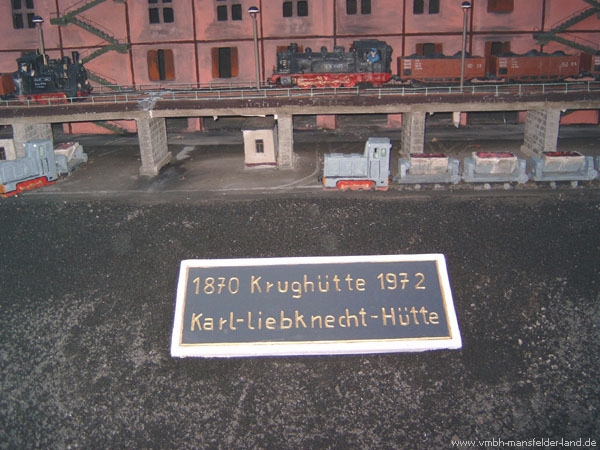 1870 Krughütte 1972
Karl-Liebknecht-Hütte
www.vmbh-mansfelder-land.de